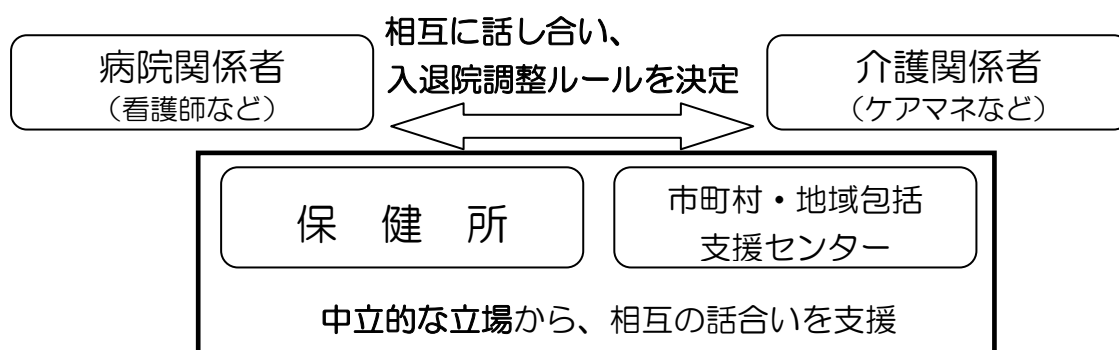 相互に話し合い、
入退院調整ルールを決定
病院関係者
（看護師など）
介護関係者
（ケアマネなど）
保　健　所
市町村・地域包括
支援センター
中立的な立場から、相互の話合いを支援